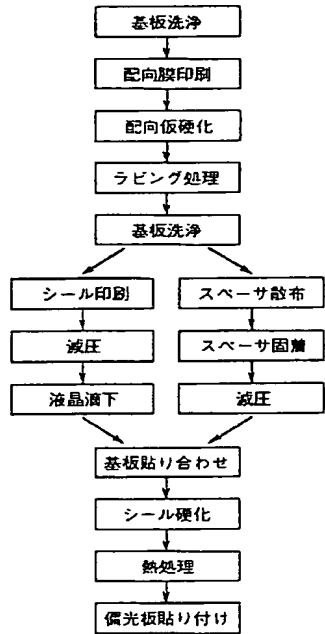 基板洗浄
配向膜印刷
配向仮硬化
ラビング処理
基板洗浄
シール印刷
減圧
液晶滴下
スペーサ散布
スペーサ固着
減圧
基板貼り合わせ
シール硬化
熱処理
偏光板貼り付け